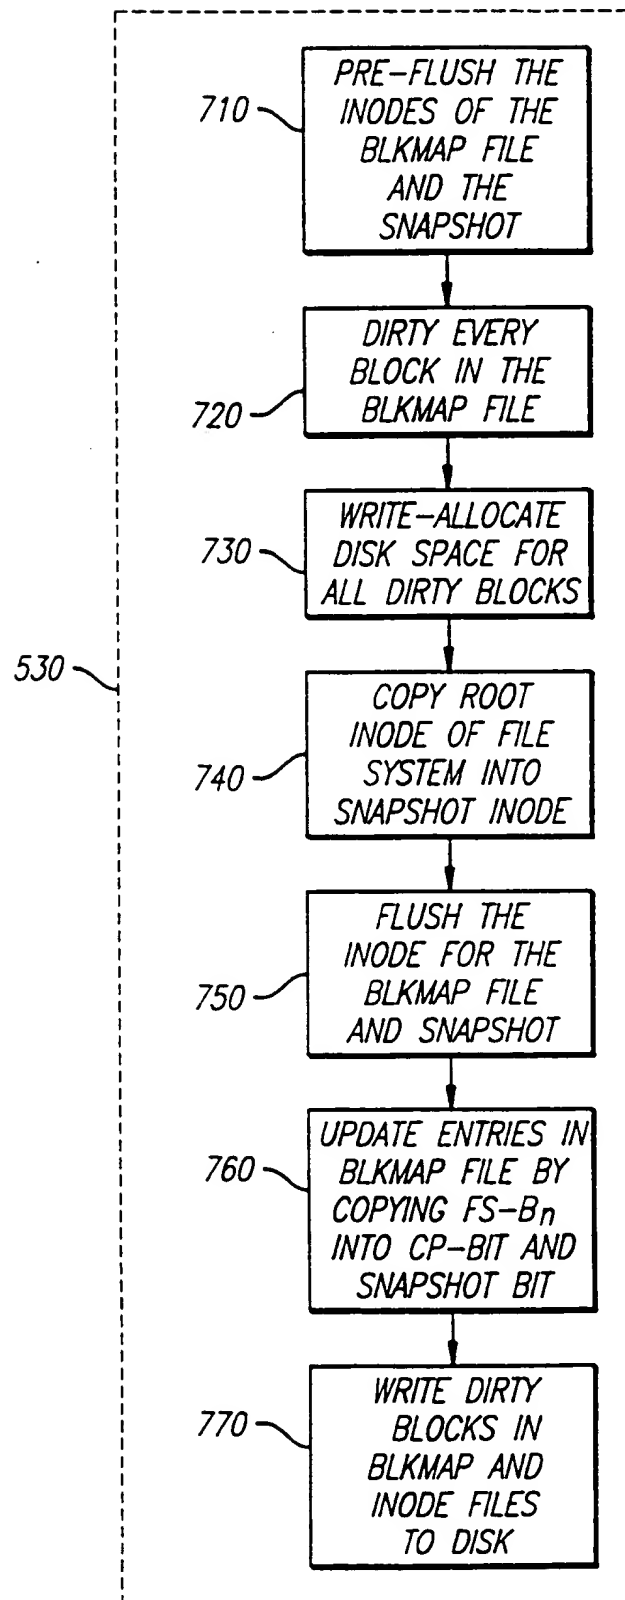 710
PRE-FLUSH THE
INODES OF THE
BLKMAP FILE
AND THE
SNAPSHOT
720
DIRTY EVERY
BLOCK IN THE
BLKMAP FILE
730
WRITE-ALLOCATE
DISK SPACE FOR
ALL DIRTY BLOCKS
530
740
COPY ROOT
INODE OF FILE
SYSTEM INTO
SNAPSHOT INODE
750
FLUSH THE
INODE FOR THE
BLKMAP FILE
AND SNAPSHOT
760
UPDATE ENTRIES IN
BLKMAP FILE BY
COPYING FS-Bn
INTO CP-BIT AND
SNAPSHOT BIT
770
WRITE DIRTY
BLOCKS IN
BLKMAP AND
INODE FILES
TO DISK